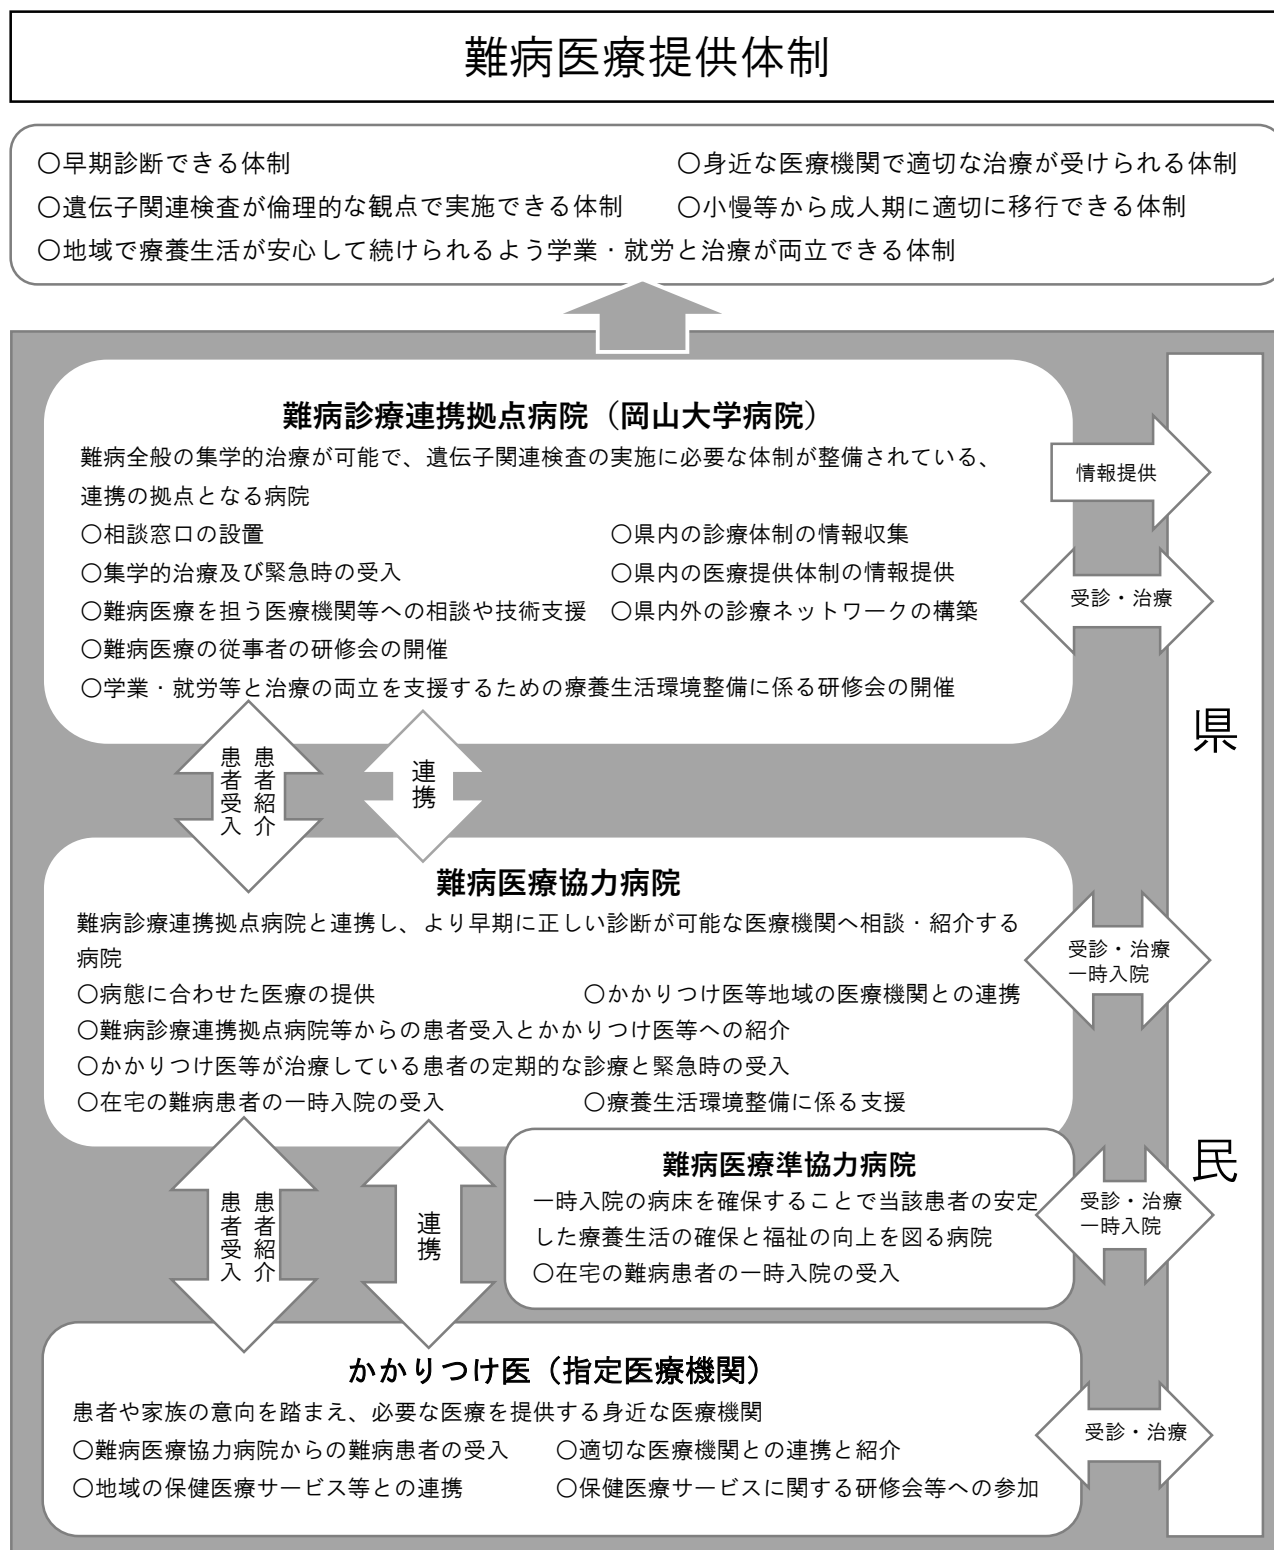 難病医療提供体制
○早期診断できる体制
○身近な医療機関で適切な治療が受けられる体制
○遺伝子関連検査が倫理的な観点で実施できる体制
○小慢等から成人期に適切に移行できる体制
○地域で療養生活が安心して続けられるよう学業・就労と治療が両立できる体制
難病診療連携拠点病院（岡山大学病院）
難病全般の集学的治療が可能で、遺伝子関連検査の実施に必要な体制が整備されている、
連携の拠点となる病院
○相談窓口の設置
○県内の診療体制の情報収集
○集学的治療及び緊急時の受入
○県内の医療提供体制の情報提供
○難病医療を担う医療機関等への相談や技術支援
○県内外の診療ネットワークの構築
○難病医療の従事者の研修会の開催
○学業・就労等と治療の両立を支援するための療養生活環境整備に係る研修会の開催
情報提供
受診・治療
患者紹介
患者受入
連携
難病医療協力病院
難病診療連携拠点病院と連携し、より早期に正しい診断が可能な医療機関へ相談・紹介する
病院
○病態に合わせた医療の提供
○かかりつけ医等地域の医療機関との連携
○難病診療連携拠点病院等からの患者受入とかかりつけ医等への紹介
○かかりつけ医等が治療している患者の定期的な診療と緊急時の受入
○在宅の難病患者の一時入院の受入
○療養生活環境整備に係る支援
受診・治療
一時入院
患者紹介
患者受入
連携
難病医療準協力病院
一時入院の病床を確保することで当該患者の安定
した療養生活の確保と福祉の向上を図る病院
○在宅の難病患者の一時入院の受入
受診・治療
一時入院
かかりつけ医（指定医療機関）
患者や家族の意向を踏まえ、必要な医療を提供する身近な医療機関
○難病医療協力病院からの難病患者の受入
○適切な医療機関との連携と紹介
○地域の保健医療サービス等との連携
○保健医療サービスに関する研修会等への参加
受診・治療
県民